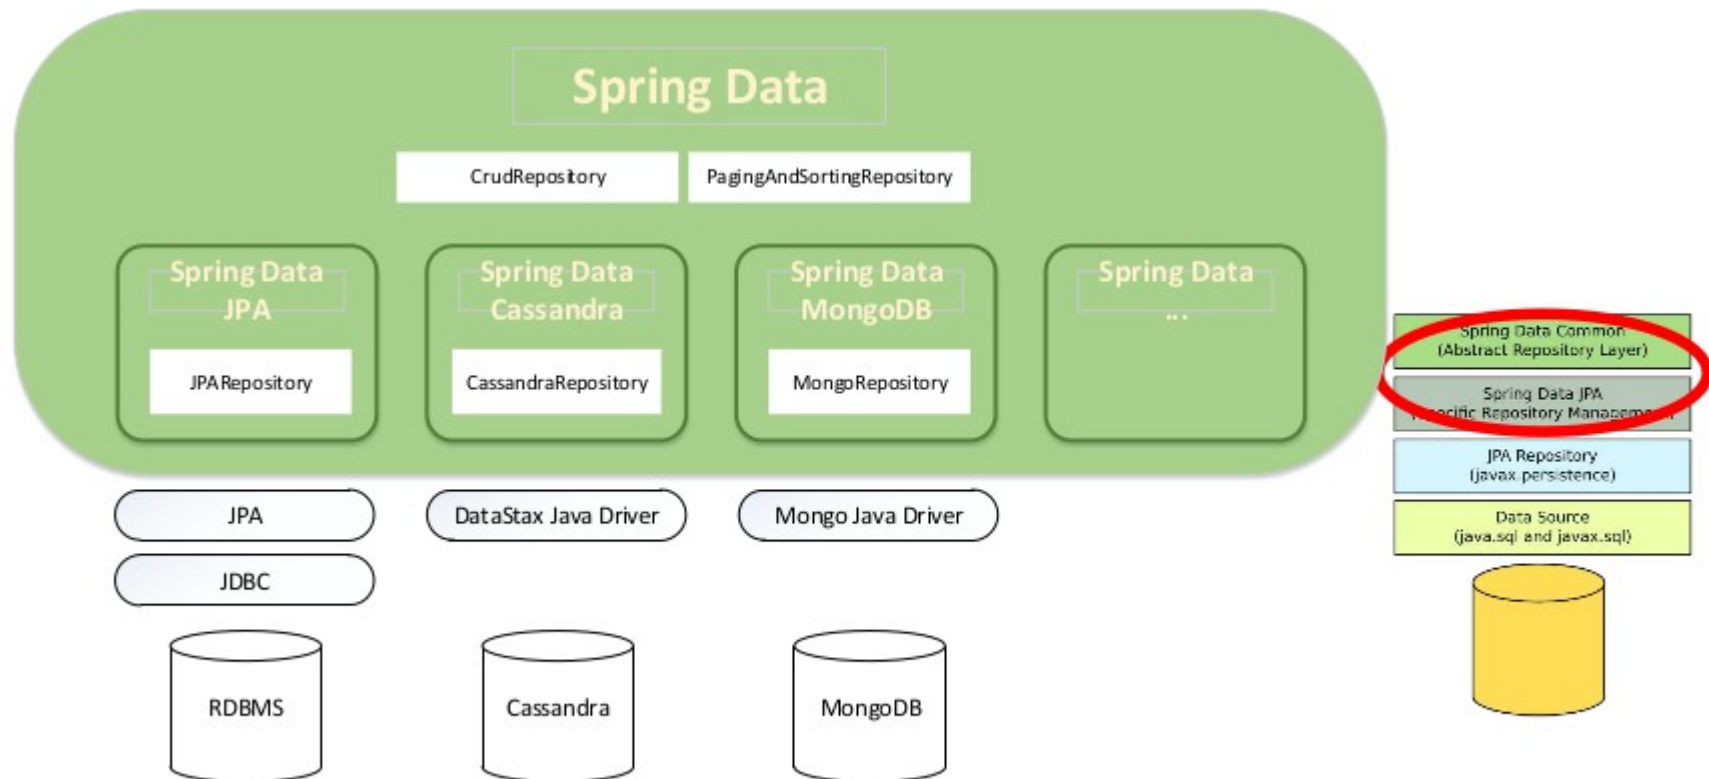 Spring Data
CrudRepository
PagingAndSortingRepository
Spring Data
JPA
JPARepository
Spring Data
Cassandra
CassandraRepository
Spring Data
MongoDB
MongoRepository
Spring Data
...
JPA
JDBC
RDBMS
DataStax Java Driver
Cassandra
Mongo Java Driver
MongoDB
Spring Data Common
(Abstract Repository Layer)
Spring Data JPA
Repository Management)
JPA Repository
(javax.persistence)
Data Source
(java.sql and javax.sql)